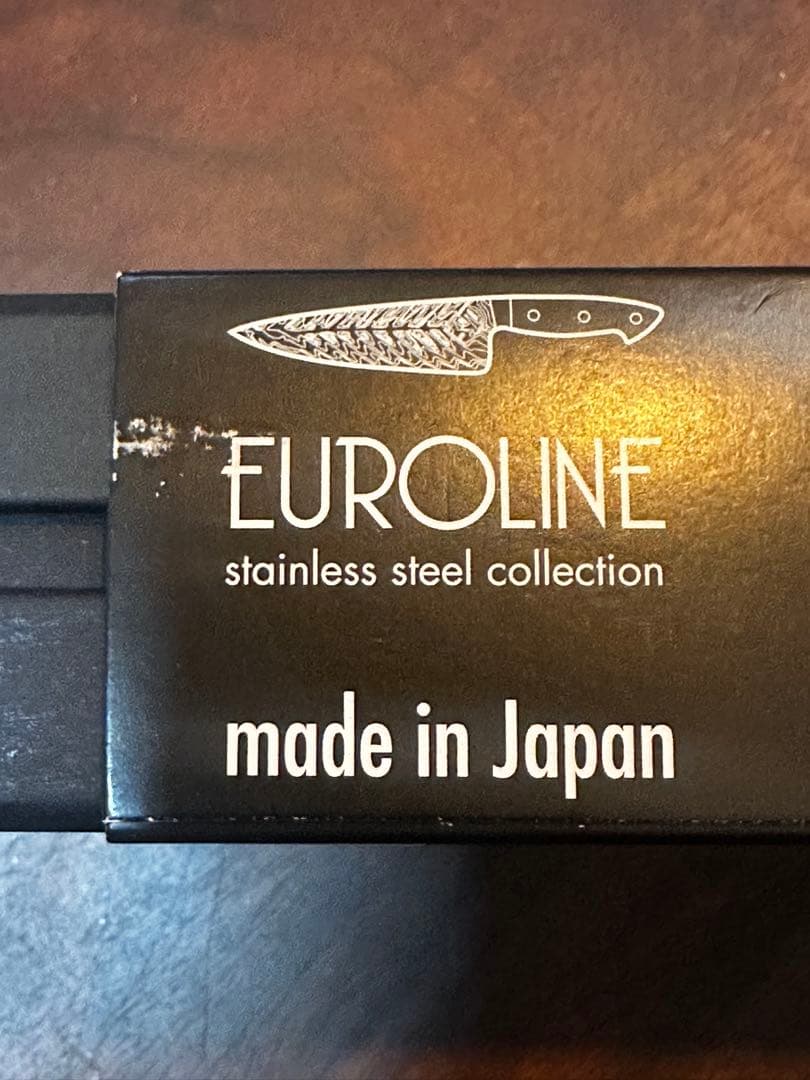 EUROLINE
stainless steel collection
made in Japan